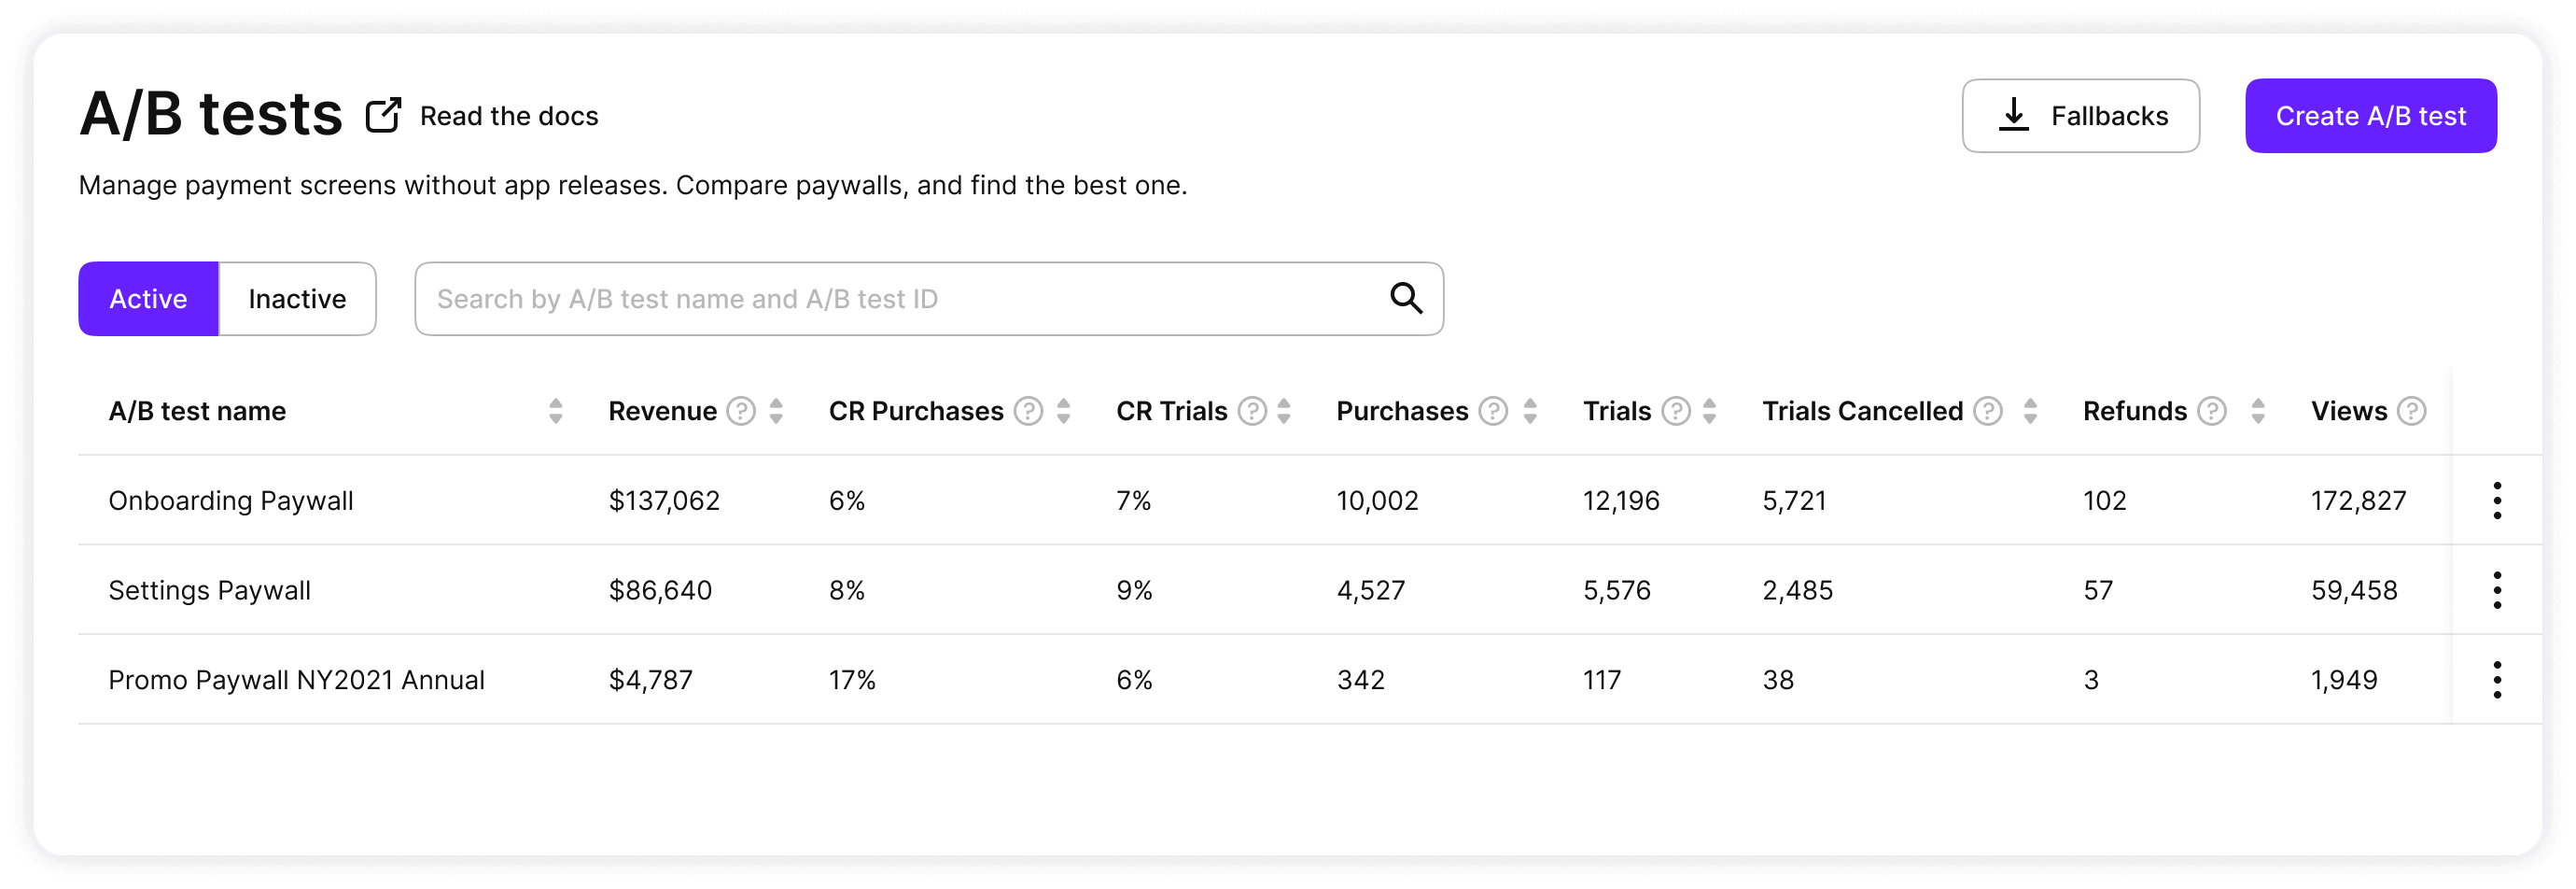 A/B tests Read the docs Fallbacks Create A/B test
Manage payment screens without app releases. Compare paywalls, and find the best one.
Active Inactive Search by A/B test name and A/B test ID
A/B test name Revenue ? CR Purchases ? CR Trials ? Purchases ? Trials ? Trials Cancelled ? Refunds ? Views ?
Onboarding Paywall $137,062 6% 7% 10,002 12,196 5,721 102 172,827
Settings Paywall $86,640 8% 9% 4,527 5,576 2,485 57 59,458
Promo Paywall NY2021 Annual $4,787 17% 6% 342 117 38 3 1,949